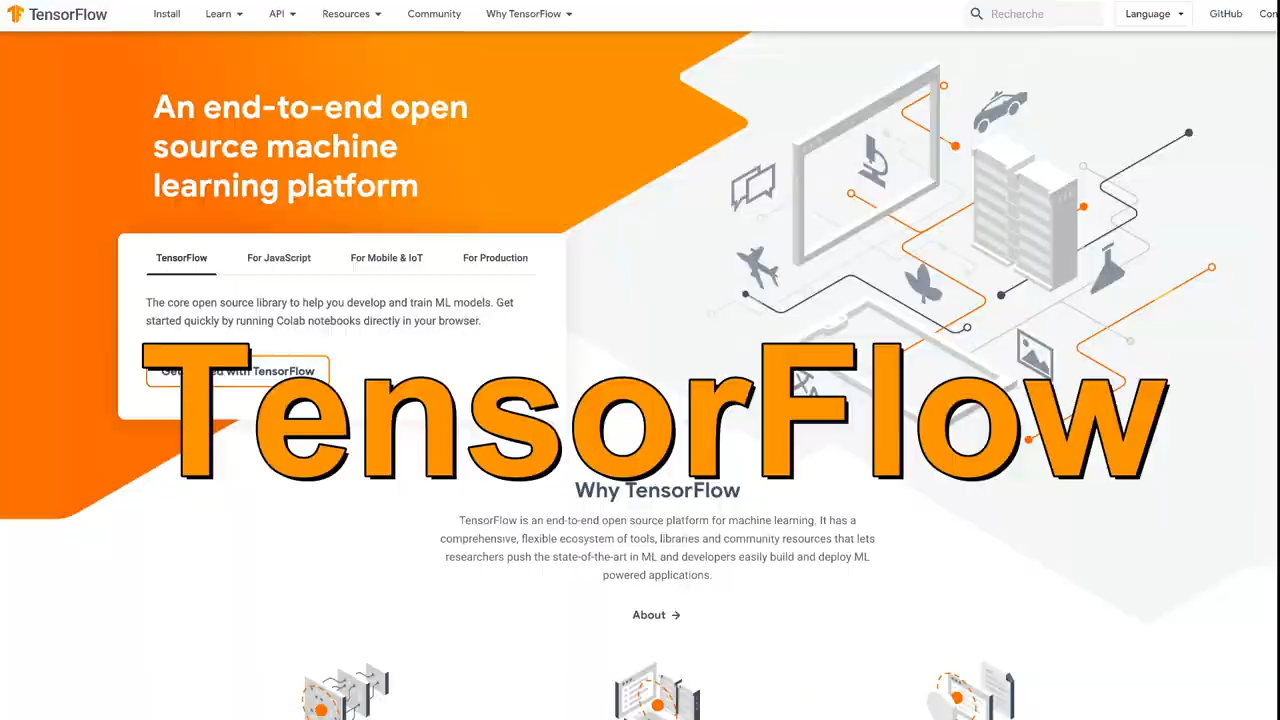 TensorFlow
Install
Learn
API
Resources
Community
Why TensorFlow
Recherche
Language
GitHub
An end-to-end open
source machine
learning platform
TensorFlow
For JavaScript
For Mobile & IoT
For Production
The core open source library to help you develop and train ML models. Get
started quickly by running Colab notebooks directly in your browser.
with TensorFlow
TensorFlow
Why TensorFlow
TensorFlow is an end-to-end open source platform for machine learning. It has a
comprehensive, flexible ecosystem of tools, libraries and community resources that lets
researchers push the state-of-the-art in ML and developers easily build and deploy ML
powered applications.
About →